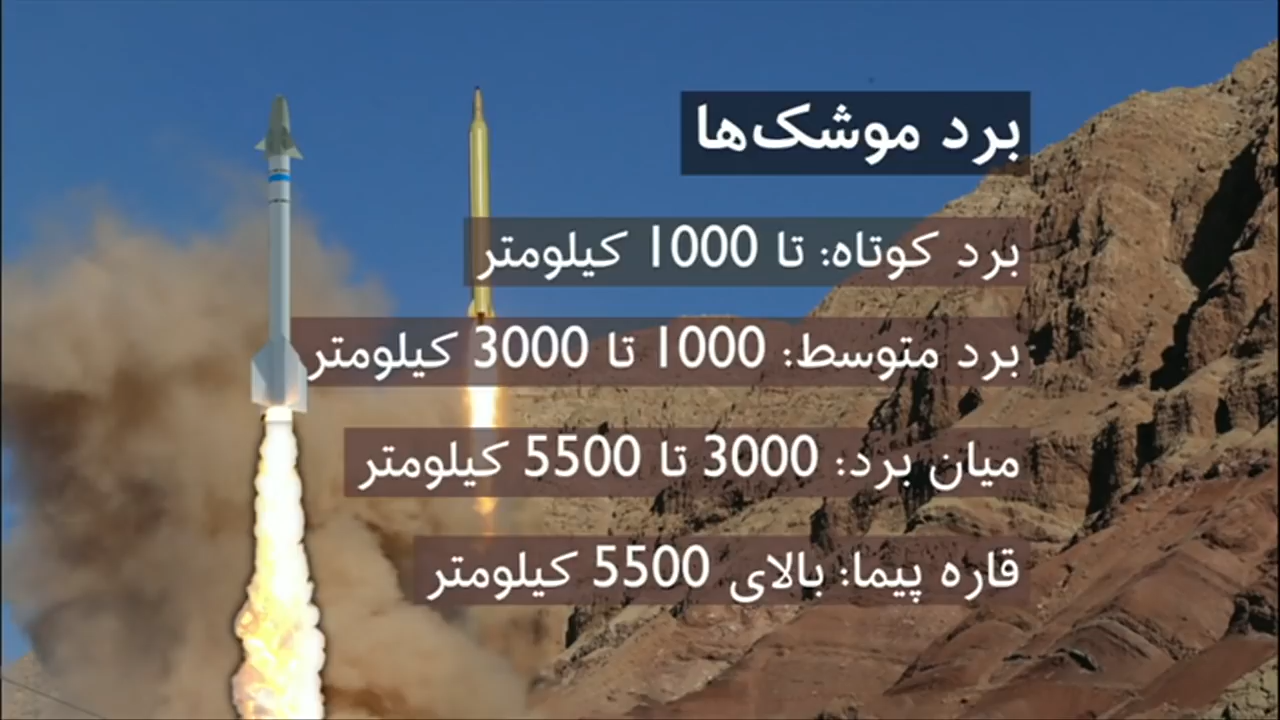 برد موشک‌ها
برد کوتاه: تا 1000 کیلومتر
برد متوسط: 1000 تا 3000 کیلومتر
میان برد: 3000 تا 5500 کیلومتر
قاره پیما: بالای 5500 کیلومتر